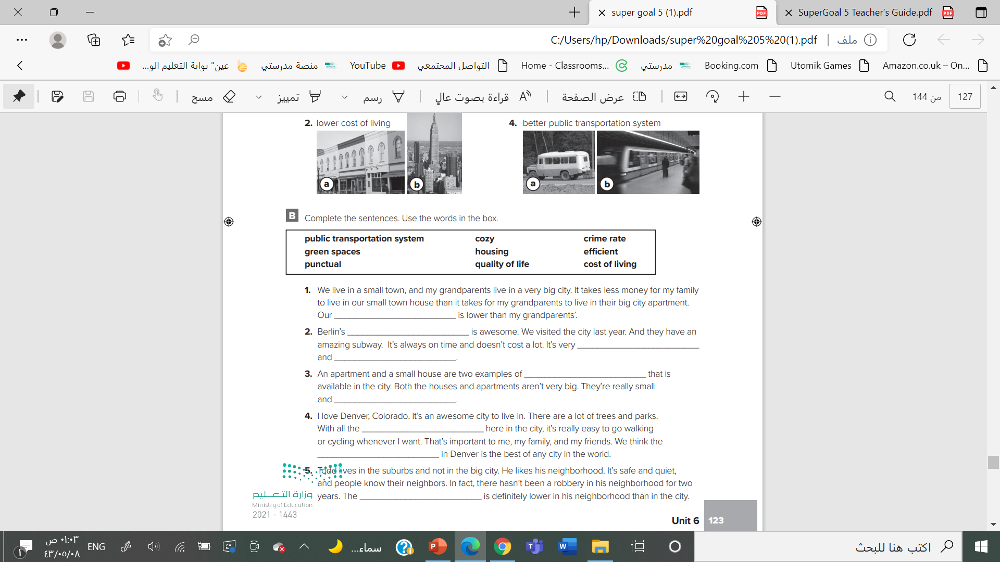 super goal 5 (1).pdf
SuperGoal 5 Teacher's Guide.pdf
C:/Users/hp/Downloads/super%20goal%205%20(1).pdf
ملف
عين" بوابة التعليم الو...
منصة مدرستي
YouTube
التواصل المجتمعي
Home - Classrooms...
مدرستي
Booking.com
Utomik Games
Amazon.co.uk – On...
مسح
تمييز
رسم
قراءة بصوت عالٍ
عرض الصفحة
من 144
127
2. lower cost of living
4. better public transportation system
a
b
a
b
B Complete the sentences. Use the words in the box.
public transportation system cozy crime rate
green spaces housing efficient
punctual quality of life cost of living
1. We live in a small town, and my grandparents live in a very big city. It takes less money for my family
to live in our small town house than it takes for my grandparents to live in their big city apartment.
Our ________________________ is lower than my grandparents'.
2. Berlin's ________________________ is awesome. We visited the city last year. And they have an
amazing subway. It's always on time and doesn't cost a lot. It's very ________________________
and ________________________.
3. An apartment and a small house are two examples of ________________________ that is
available in the city. Both the houses and apartments aren't very big. They're really small
and ________________________.
4. I love Denver, Colorado. It's an awesome city to live in. There are a lot of trees and parks.
With all the ________________________ here in the city, it's really easy to go walking
or cycling whenever I want. That's important to me, my family, and my friends. We think the
________________________ in Denver is the best of any city in the world.
5. Todd lives in the suburbs and not in the big city. He likes his neighborhood. It's safe and quiet,
and people know their neighbors. In fact, there hasn't been a robbery in his neighborhood for two
years. The ________________________ is definitely lower in his neighborhood than in the city.
وزارة التعليم
Ministry of Education
2021 - 1443
Unit 6 123
١
٠١:٠٣ ص
٤٣/٠٥/٠٨
ENG
سماء...
اكتب هنا للبحث